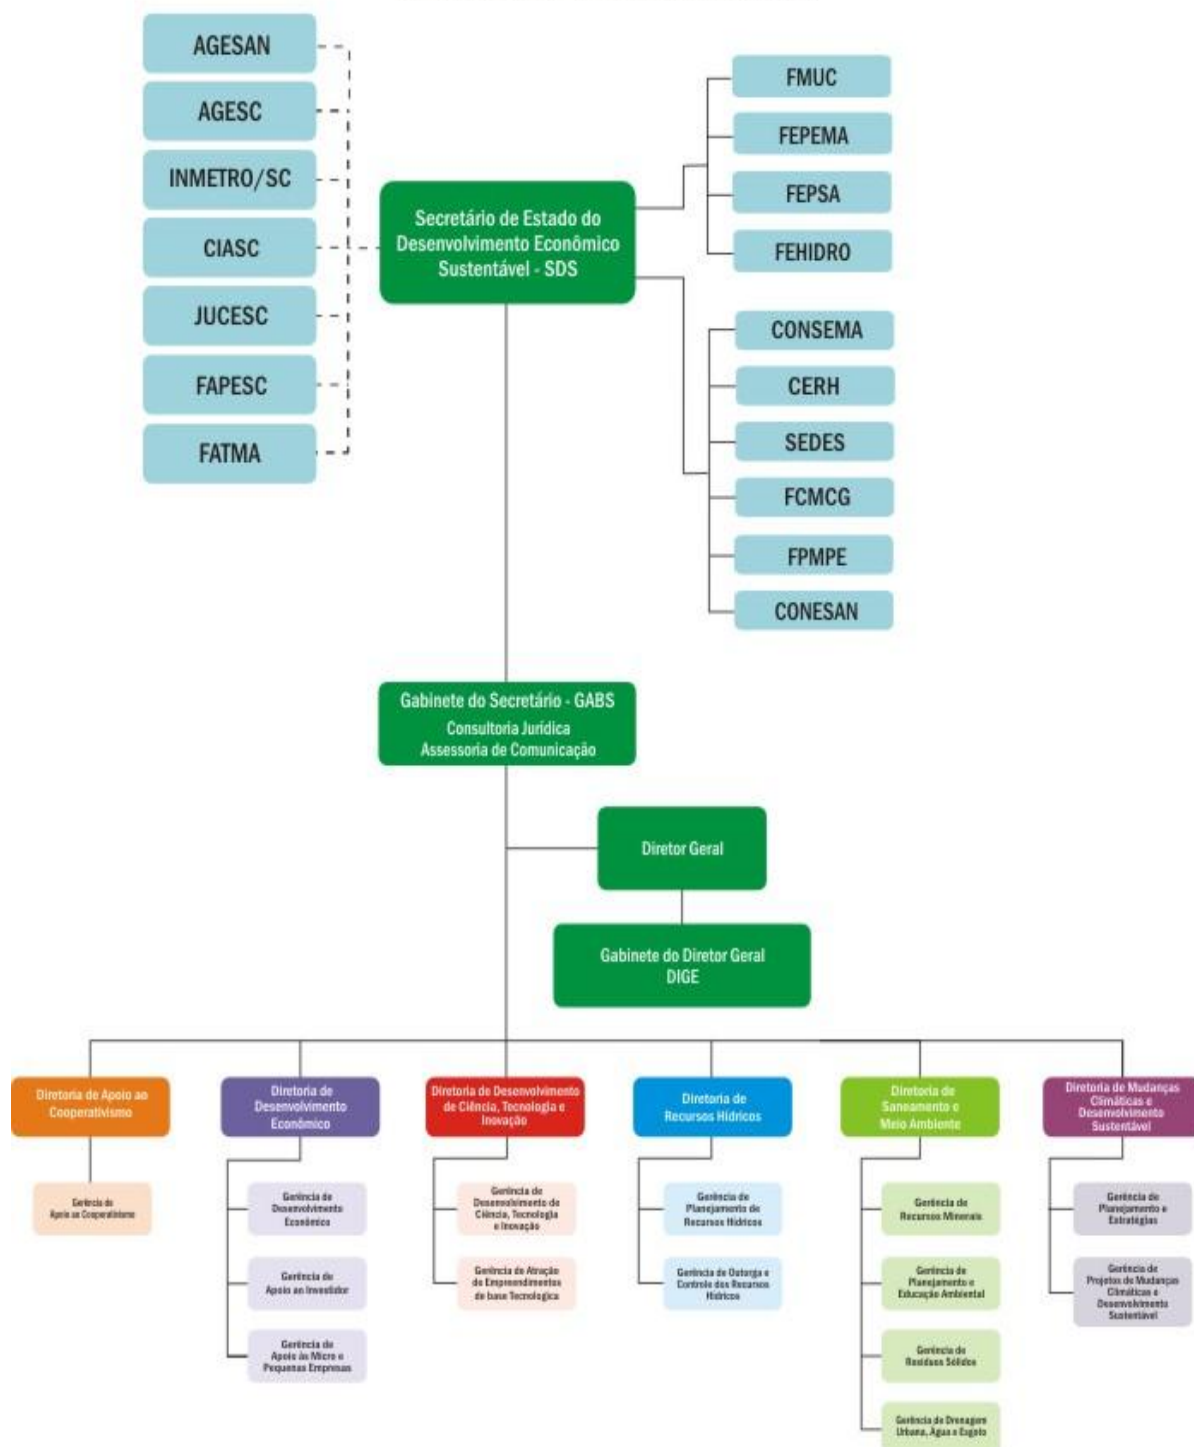 AGESAN
AGESC
INMETRO/SC
CIASC
JUCESC
FAPESC
FATMA
Secretário de Estado do
Desenvolvimento Econômico
Sustentável - SDS
FMUC
FEPEMA
FEPSA
FEHIDRO
CONSEMA
CERH
SEDES
FCMCG
FPMPE
CONESAN
Gabinete do Secretário - GABS
Consultoria Jurídica
Assessoria de Comunicação
Diretor Geral
Gabinete do Diretor Geral
DIGE
Diretoria de Apoio ao
Cooperativismo
Gerência de
Apoio ao Cooperativismo
Diretoria de
Desenvolvimento
Econômico
Gerência de
Desenvolvimento
Econômico
Gerência de
Apoio ao Investidor
Gerência de
Apoio às Micro e
Pequenas Empresas
Diretoria de Desenvolvimento
de Ciência, Tecnologia e
Inovação
Gerência de
Desenvolvimento de
Ciência, Tecnologia
e Inovação
Gerência de Atração
de Empreendimentos
de base Tecnologica
Diretoria de
Recursos Hídricos
Gerência de
Planejamento de
Recursos Hídricos
Gerência de Outorga e
Controle dos Recursos
Hídricos
Diretoria de
Saneamento e
Meio Ambiente
Gerência de
Recursos Minerais
Gerência de
Planejamento e
Educação Ambiental
Gerência de
Resíduos Sólidos
Gerência de Drenagem
Urbana, Água e Esgoto
Diretoria de Mudanças
Climáticas e
Desenvolvimento
Sustentável
Gerência de
Planejamento e
Estratégias
Gerência de
Projetos de Mudanças
Climáticas e
Desenvolvimento
Sustentável